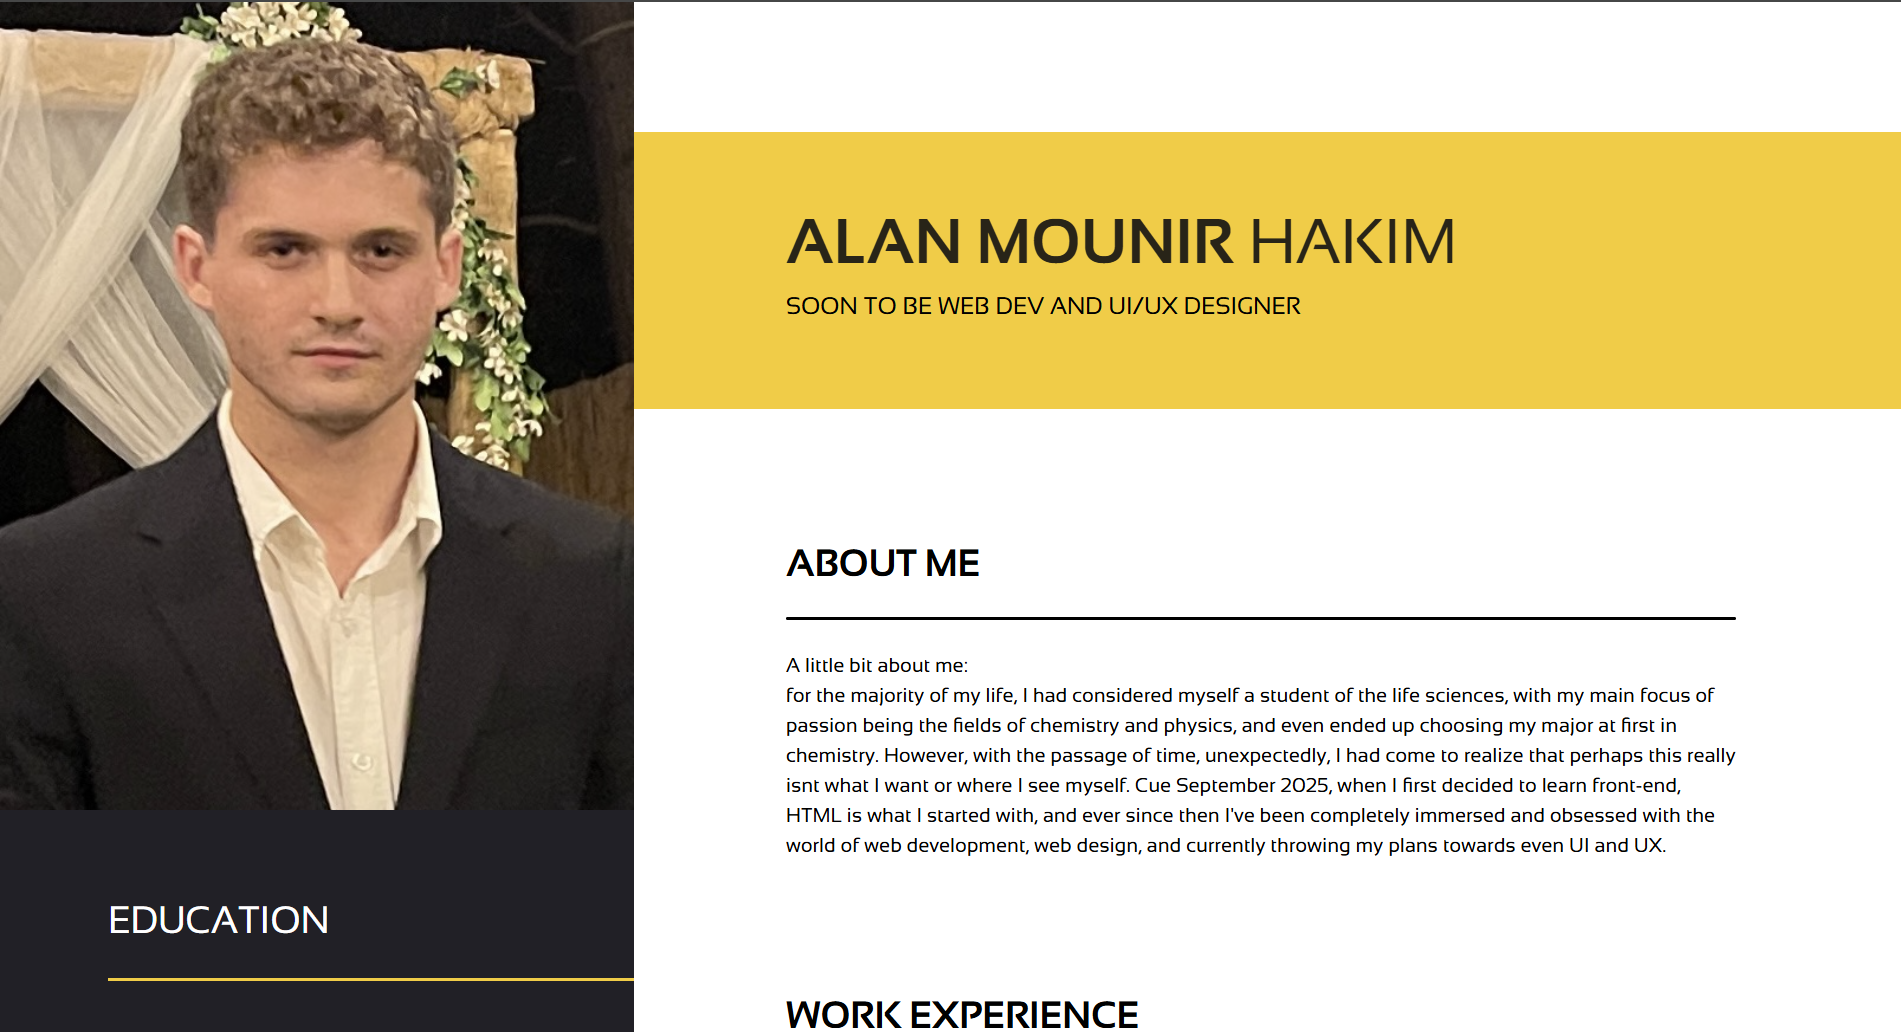 ALAN MOUNIR HAKIM
SOON TO BE WEB DEV AND UI/UX DESIGNER
ABOUT ME
A little bit about me:
for the majority of my life, I had considered myself a student of the life sciences, with my main focus of
passion being the fields of chemistry and physics, and even ended up choosing my major at first in
chemistry. However, with the passage of time, unexpectedly, I had come to realize that perhaps this really
isnt what I want or where I see myself. Cue September 2025, when I first decided to learn front-end,
HTML is what I started with, and ever since then I've been completely immersed and obsessed with the
world of web development, web design, and currently throwing my plans towards even UI and UX.
EDUCATION
WORK EXPERIENCE